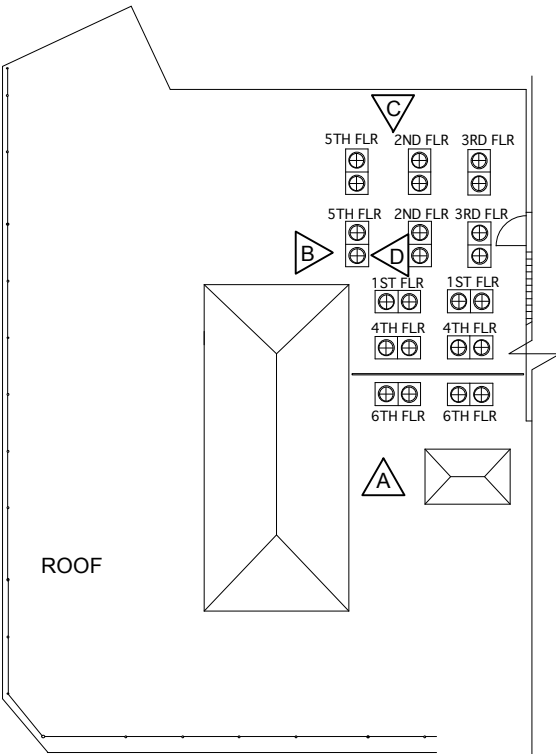 C
5TH FLR 2ND FLR 3RD FLR
5TH FLR 2ND FLR 3RD FLR
B D
1ST FLR 1ST FLR
4TH FLR 4TH FLR
6TH FLR 6TH FLR
A
ROOF